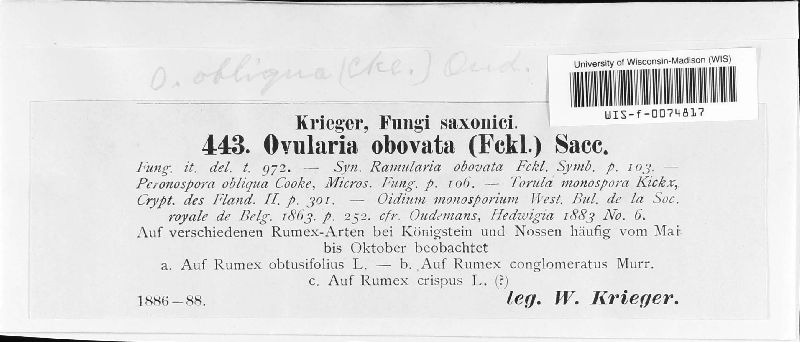 O. obliqua (Cke.) Oud.
University of Wisconsin-Madison (WIS)
WIS-f-0074817
Krieger, Fungi saxonici.
443. Ovularia obovata (Fckl.) Sacc.
Fung. it. del. t. 972. — Syn. Ramularia obovata Fckl. Symb. p. 103. —
Peronospora obliqua Cooke, Micros. Fung. p. 106. — Torula monospora Kickx,
Crypt. des Fland. II. p. 301. — Oidium monosporium West. Bul. de la Soc.
royale de Belg. 1863. p. 252. cfr. Oudemans, Hedwigia 1883 No. 6.
Auf verschiedenen Rumex-Arten bei Königstein und Nossen häufig vom Mai
bis Oktober beobachtet
a. Auf Rumex obtusifolius L. — b. Auf Rumex conglomeratus Murr.
c. Auf Rumex crispus L. (?)
1886–88. leg. W. Krieger.